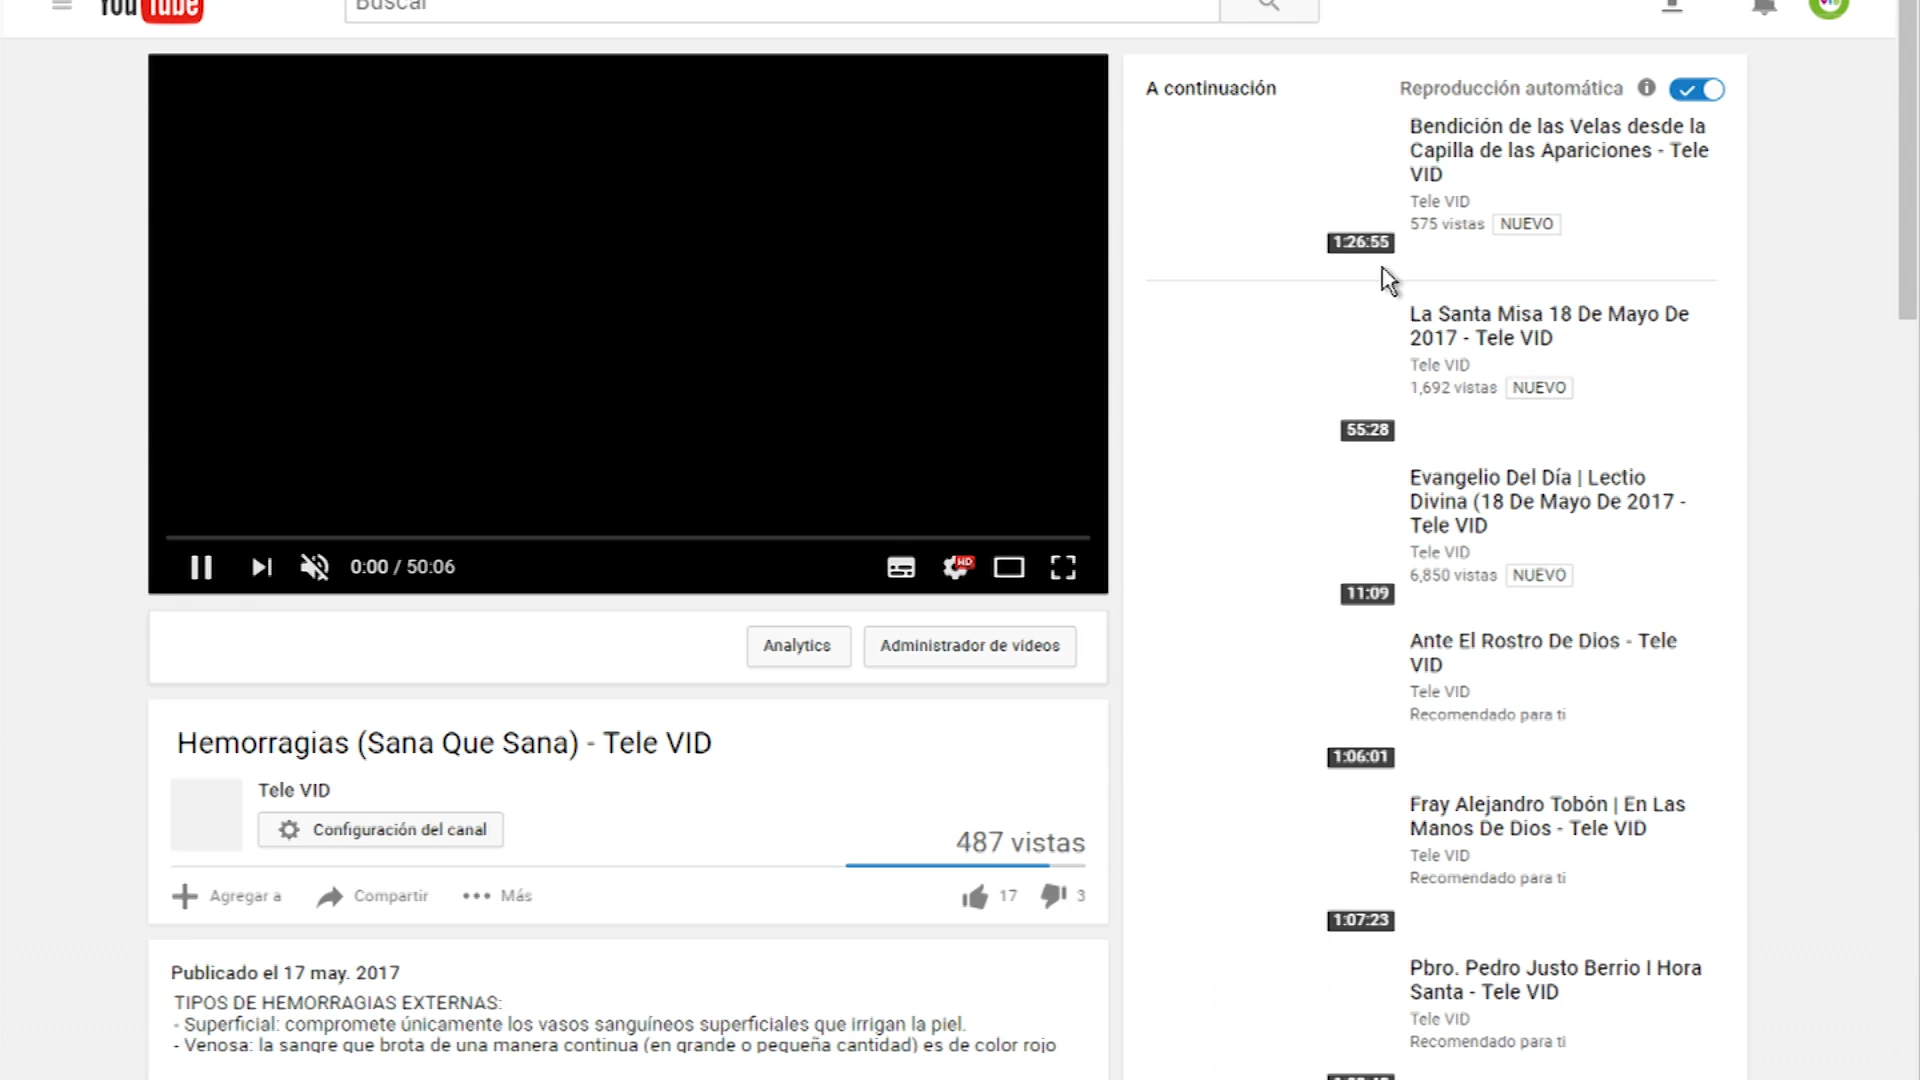 YouTube
Buscar
HD
0:00 / 50:06
Analytics
Administrador de videos
Hemorragias (Sana Que Sana) - Tele VID
Tele VID
Configuración del canal
487 vistas
Agregar a
Compartir
Más
17
3
Publicado el 17 may. 2017
TIPOS DE HEMORRAGIAS EXTERNAS:
- Superficial: compromete únicamente los vasos sanguíneos superficiales que irrigan la piel.
- Venosa: la sangre que brota de una manera continua (en grande o pequeña cantidad) es de color rojo
A continuación
Reproducción automática
Bendición de las Velas desde la
Capilla de las Apariciones - Tele
VID
Tele VID
575 vistas NUEVO
1:26:55
La Santa Misa 18 De Mayo De
2017 - Tele VID
Tele VID
1,692 vistas NUEVO
55:28
Evangelio Del Día | Lectio
Divina (18 De Mayo De 2017 -
Tele VID
Tele VID
6,850 vistas NUEVO
11:09
Ante El Rostro De Dios - Tele
VID
Tele VID
Recomendado para ti
1:06:01
Fray Alejandro Tobón | En Las
Manos De Dios - Tele VID
Tele VID
Recomendado para ti
1:07:23
Pbro. Pedro Justo Berrio I Hora
Santa - Tele VID
Tele VID
Recomendado para ti